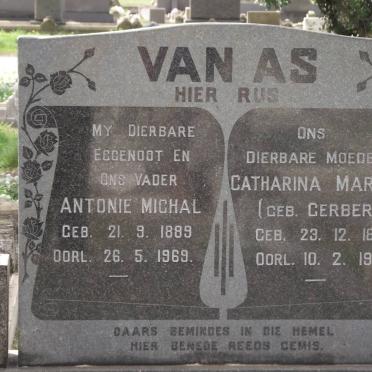 VAN AS
HIER RUS
MY DIERBARE
EGGENOOT EN
ONS VADER
ANTONIE MICHAL
GEB. 21. 9. 1889
OORL. 26. 5. 1969.
ONS
DIERBARE MOEDE
CATHARINA MAR
(GEB. GERBER
GEB. 23. 12. 18
OORL. 10. 2. 19
DAAR'S BEMINDES IN DIE HEMEL
HIER BENEDE REEDS GEMIS.